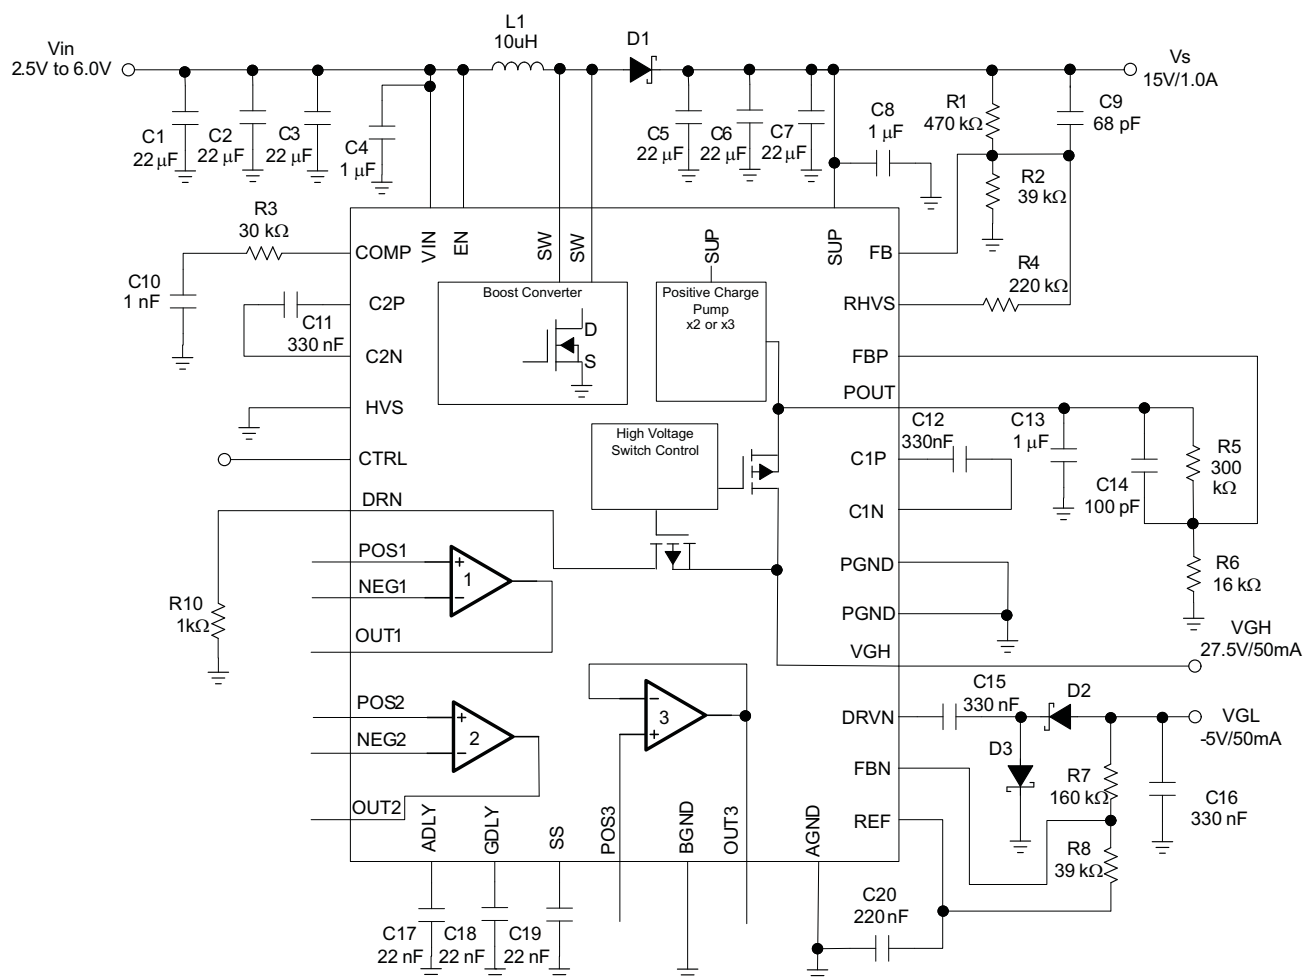 L1
10uH
D1
Vin
2.5V to 6.0V
Vs
15V/1.0A
C1
22 µF
C2
22 µF
C3
22 µF
C4
1 µF
C5
22 µF
C6
22 µF
C7
22 µF
C8
1 µF
R1
470 kΩ
C9
68 pF
R2
39 kΩ
R3
30 kΩ
COMP
VIN
EN
SW
SW
SUP
SUP
FB
R4
220 kΩ
C10
1 nF
C2P
C11
330 nF
C2N
Boost Converter
D
S
Positive Charge
Pump
x2 or x3
RHVS
FBP
POUT
HVS
CTRL
High Voltage
Switch Control
C12
330nF
C13
1 µF
C14
100 pF
R5
300
kΩ
C1P
C1N
DRN
POS1
NEG1
+
−
1
OUT1
R10
1kΩ
PGND
PGND
R6
16 kΩ
VGH
VGH
27.5V/50mA
POS2
NEG2
+
−
2
OUT2
−
+
3
DRVN
C15
330 nF
D2
VGL
-5V/50mA
D3
FBN
R7
160 kΩ
C16
330 nF
REF
R8
39 kΩ
ADLY
GDLY
SS
POS3
BGND
OUT3
AGND
C20
220 nF
C17
22 nF
C18
22 nF
C19
22 nF